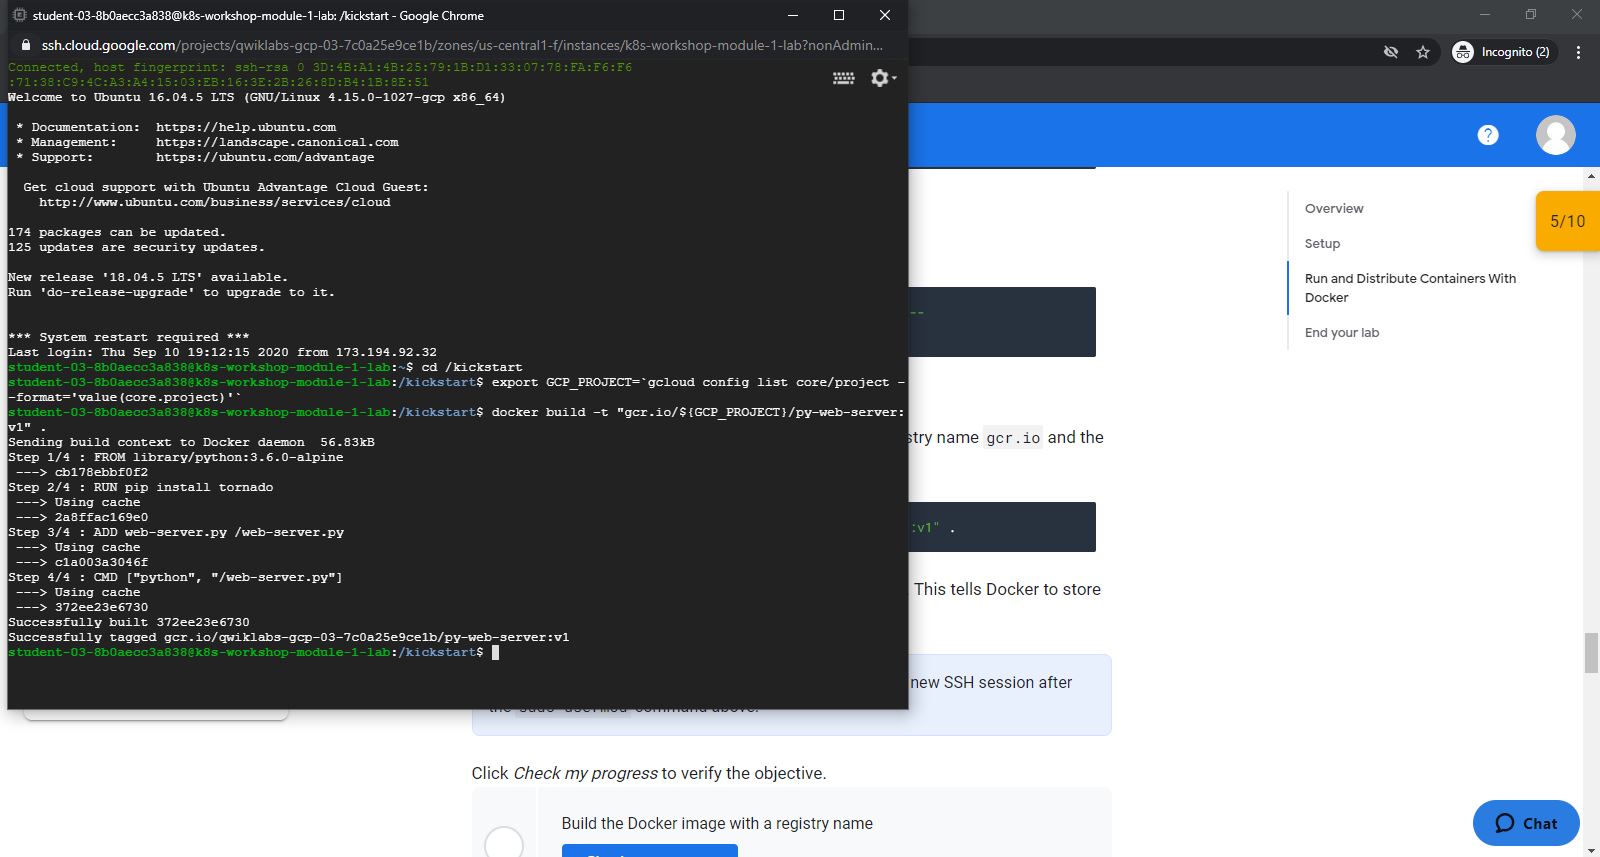 student-03-8b0aecc3a838@k8s-workshop-module-1-lab: /kickstart - Google Chrome
ssh.cloud.google.com/projects/qwiklabs-gcp-03-7c0a25e9ce1b/zones/us-central1-f/instances/k8s-workshop-module-1-lab?nonAdmin...
Incognito (2)
Connected, host fingerprint: ssh-rsa 0 3D:4B:A1:4B:25:79:1B:D1:33:07:78:FA:F6:F6
:71:38:C9:4C:A3:A4:15:03:EB:16:3E:2B:26:8D:B4:1B:8E:51
Welcome to Ubuntu 16.04.5 LTS (GNU/Linux 4.15.0-1027-gcp x86_64)
* Documentation:  https://help.ubuntu.com
* Management:     https://landscape.canonical.com
* Support:        https://ubuntu.com/advantage
Get cloud support with Ubuntu Advantage Cloud Guest:
http://www.ubuntu.com/business/services/cloud
174 packages can be updated.
125 updates are security updates.
New release '18.04.5 LTS' available.
Run 'do-release-upgrade' to upgrade to it.
*** System restart required ***
Last login: Thu Sep 10 19:12:15 2020 from 173.194.92.32
student-03-8b0aecc3a838@k8s-workshop-module-1-lab:~$ cd /kickstart
student-03-8b0aecc3a838@k8s-workshop-module-1-lab:/kickstart$ export GCP_PROJECT=`gcloud config list core/project -
-format='value(core.project)'`
student-03-8b0aecc3a838@k8s-workshop-module-1-lab:/kickstart$ docker build -t "gcr.io/${GCP_PROJECT}/py-web-server:
v1" .
Sending build context to Docker daemon  56.83kB
Step 1/4 : FROM library/python:3.6.0-alpine
---> cb178ebbf0f2
Step 2/4 : RUN pip install tornado
---> Using cache
---> 2a8ffac169e0
Step 3/4 : ADD web-server.py /web-server.py
---> Using cache
---> c1a003a3046f
Step 4/4 : CMD ["python", "/web-server.py"]
---> Using cache
---> 372ee23e6730
Successfully built 372ee23e6730
Successfully tagged gcr.io/qwiklabs-gcp-03-7c0a25e9ce1b/py-web-server:v1
student-03-8b0aecc3a838@k8s-workshop-module-1-lab:/kickstart$
?
--
stry name gcr.io and the
:v1" .
. This tells Docker to store
new SSH session after
command above.
Click Check my progress to verify the objective.
Build the Docker image with a registry name
Overview
Setup
Run and Distribute Containers With
Docker
End your lab
5/10
Chat